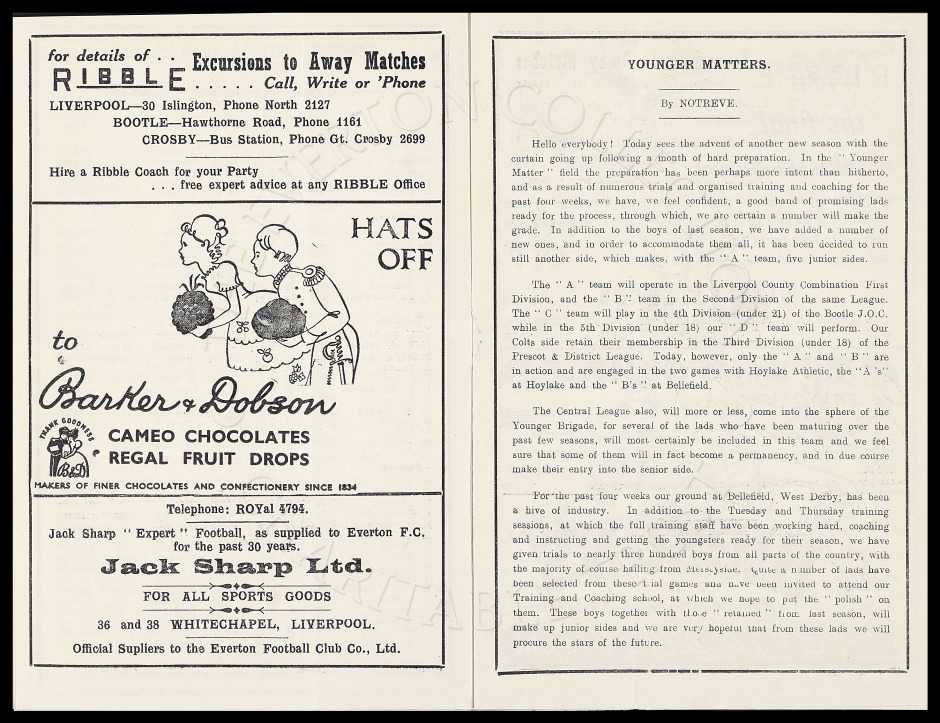 for details of . .
RIBBLE
Excursions to Away Matches
. . . . . Call, Write or 'Phone
LIVERPOOL—30 Islington, Phone North 2127
BOOTLE—Hawthorne Road, Phone 1161
CROSBY—Bus Station, Phone Gt. Crosby 2699
Hire a Ribble Coach for your Party
. . . free expert advice at any RIBBLE Office
HATS
OFF
to
Barker & Dobson
THANK GOODNESS
B&D
CAMEO CHOCOLATES
REGAL FRUIT DROPS
MAKERS OF FINER CHOCOLATES AND CONFECTIONERY SINCE 1834
Telephone: ROYal 4794.
Jack Sharp " Expert " Football, as supplied to Everton F.C.
for the past 30 years.
Jack Sharp Ltd.
FOR ALL SPORTS GOODS
36 and 38 WHITECHAPEL, LIVERPOOL.
Official Supliers to the Everton Football Club Co., Ltd.
YOUNGER MATTERS.
By NOTREVE.
Hello everybody! Today sees the advent of another new season with the
curtain going up following a month of hard preparation. In the " Younger
Matter " field the preparation has been perhaps more intent than hitherto,
and as a result of numerous trials and organised training and coaching for the
past four weeks, we have, we feel confident, a good band of promising lads
ready for the process, through which, we are certain a number will make the
grade. In addition to the boys of last season, we have added a number of
new ones, and in order to accommodate them all, it has been decided to run
still another side, which makes, with the " A " team, five junior sides.
The " A " team will operate in the Liverpool County Combination First
Division, and the " B " team in the Second Division of the same League.
The " C " team will play in the 4th Division (under 21) of the Bootle J.O.C.
while in the 5th Division (under 18) our " D " team will perform. Our
Colts side retain their membership in the Third Division (under 18) of the
Prescot & District League. Today, however, only the " A " and " B " are
in action and are engaged in the two games with Hoylake Athletic, the "A 's"
at Hoylake and the " B's " at Bellefield.
The Central League also, will more or less, come into the sphere of the
Younger Brigade, for several of the lads who have been maturing over the
past few seasons, will most certainly be included in this team and we feel
sure that some of them will in fact become a permanency, and in due course
make their entry into the senior side.
For the past four weeks our ground at Bellefield, West Derby, has been
a hive of industry. In addition to the Tuesday and Thursday training
sessions, at which the full training staff have been working hard, coaching
and instructing and getting the youngsters ready for their season, we have
given trials to nearly three hundred boys from all parts of the country, with
the majority of course hailing from Merseyside. Quite a number of lads have
been selected from these trial games and have been invited to attend our
Training and Coaching school, at which we hope to put the " polish " on
them. These boys together with those " retained " from last season, will
make up junior sides and we are very hopeful that from these lads we will
procure the stars of the future.